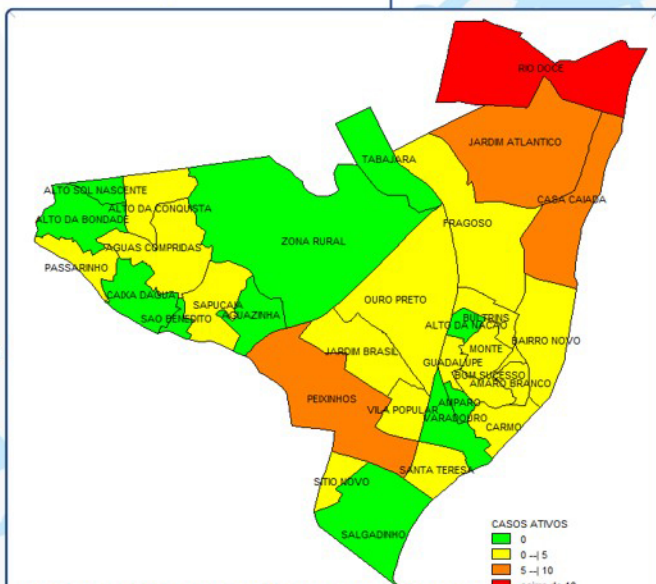 RIO DOCE
JARDIM ATLANTICO
TABAJARA
ALTO SOL NASCENTE
CASA CAIADA
ALTO DA CONQUISTA
ALTO DA BONDADE
FRAGOSO
ZONA RURAL
AGUAS COMPRIDAS
PASSARINHO
CAIXA DAGUA
OURO PRETO
SAPUCAIA
AGUAZINHA
SAO BENEDITO
BULTRINS
ALTO DA NACAO
BAIRRO NOVO
MONTE
JARDIM BRASIL
GUADALUPE
BOM SUCESSO
AMARO BRANCO
PEIXINHOS
AMPARO
VILA POPULAR
VARADOURO
CARMO
SANTA TERESA
SITIO NOVO
SALGADINHO
CASOS ATIVOS
0
0 --| 5
5 --| 10